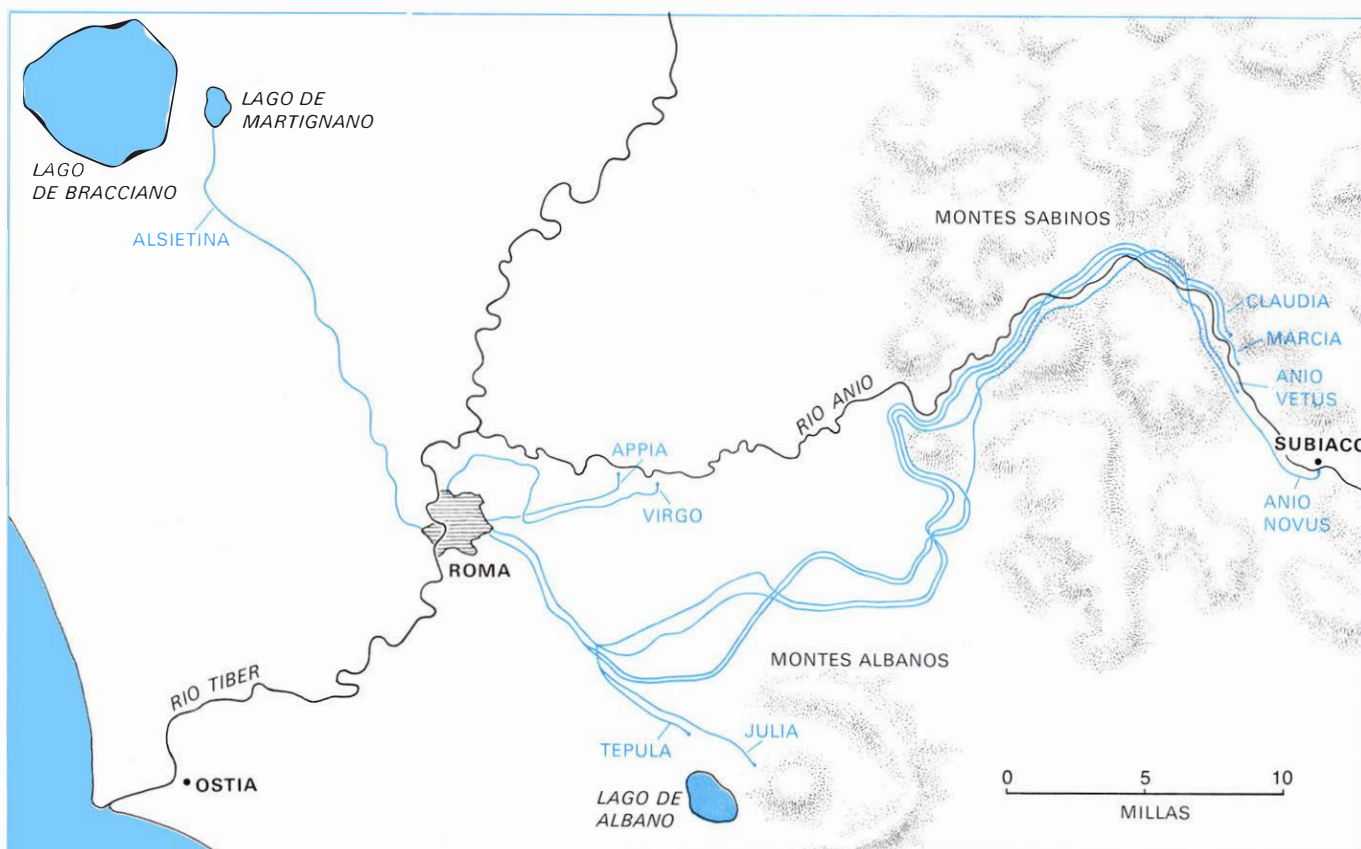 LAGO DE
MARTIGNANO
LAGO
DE BRACCIANO
ALSIETINA
MONTES SABINOS
CLAUDIA
MARCIA
ANIO
VETUS
SUBIACO
ANIO
NOVUS
RIO ANIO
APPIA
VIRGO
ROMA
MONTES ALBANOS
RIO TIBER
TEPULA
JULIA
OSTIA
LAGO DE
ALBANO
0 5 10
MILLAS